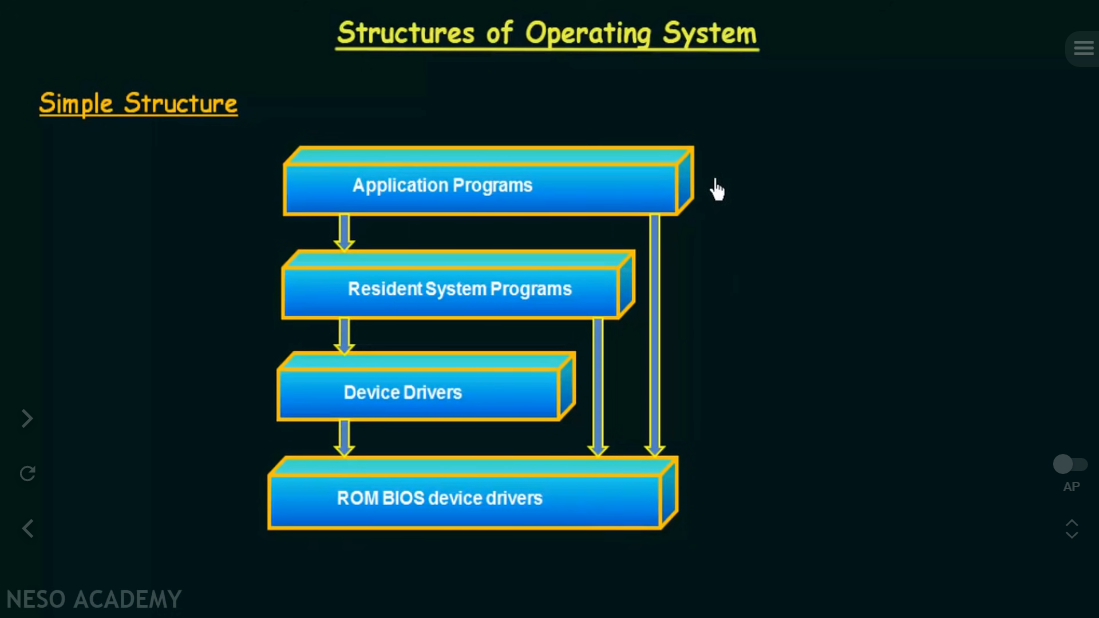 Structures of Operating System
Simple Structure
Application Programs
Resident System Programs
Device Drivers
ROM BIOS device drivers
AP
NESO ACADEMY